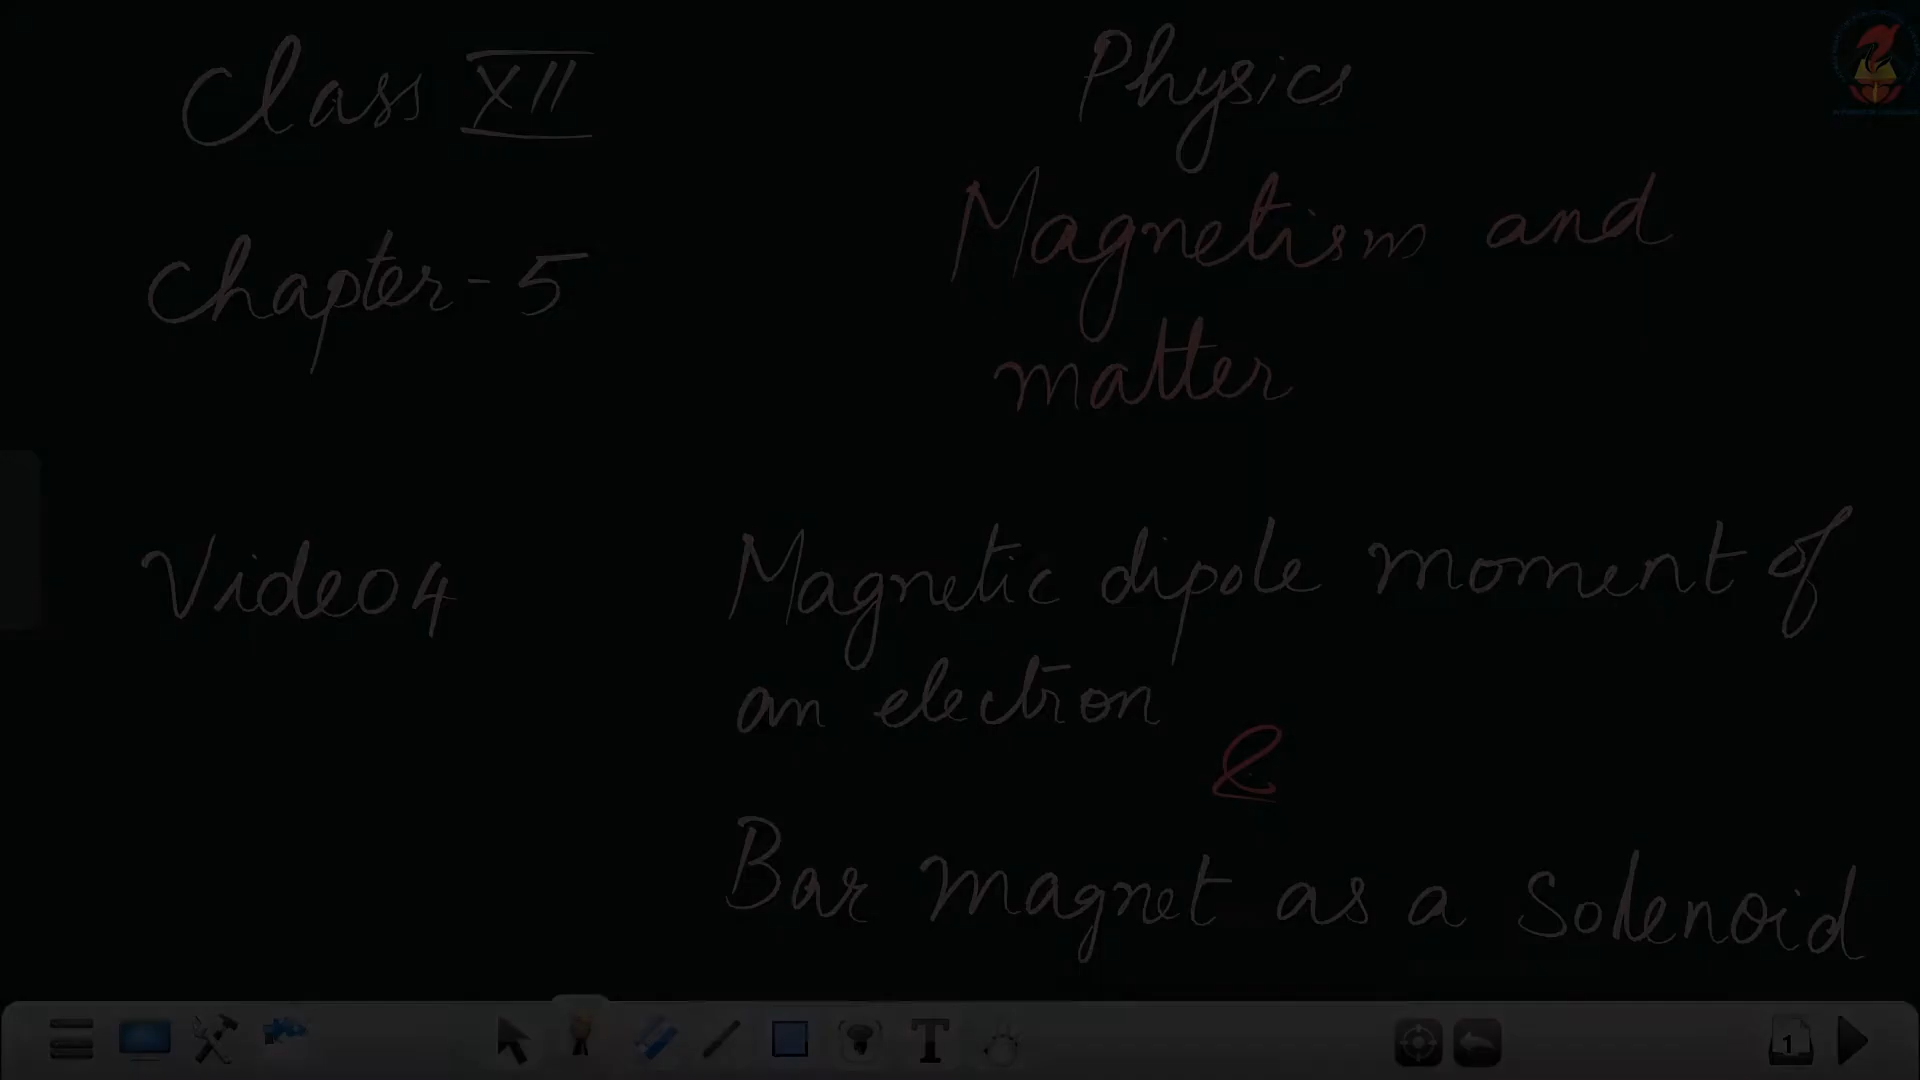 Class XII
Physics
Chapter-5
Magnetism and
matter
Video 4
Magnetic dipole moment of
an electron
&
Bar magnet as a Solenoid
T
1